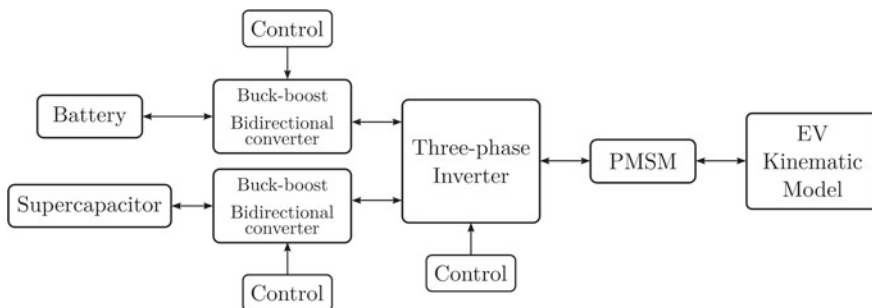 Control
Buck-boost
Bidirectional
converter
Battery
Three-phase
Inverter
PMSM
EV
Kinematic
Model
Buck-boost
Bidirectional
converter
Supercapacitor
Control
Control